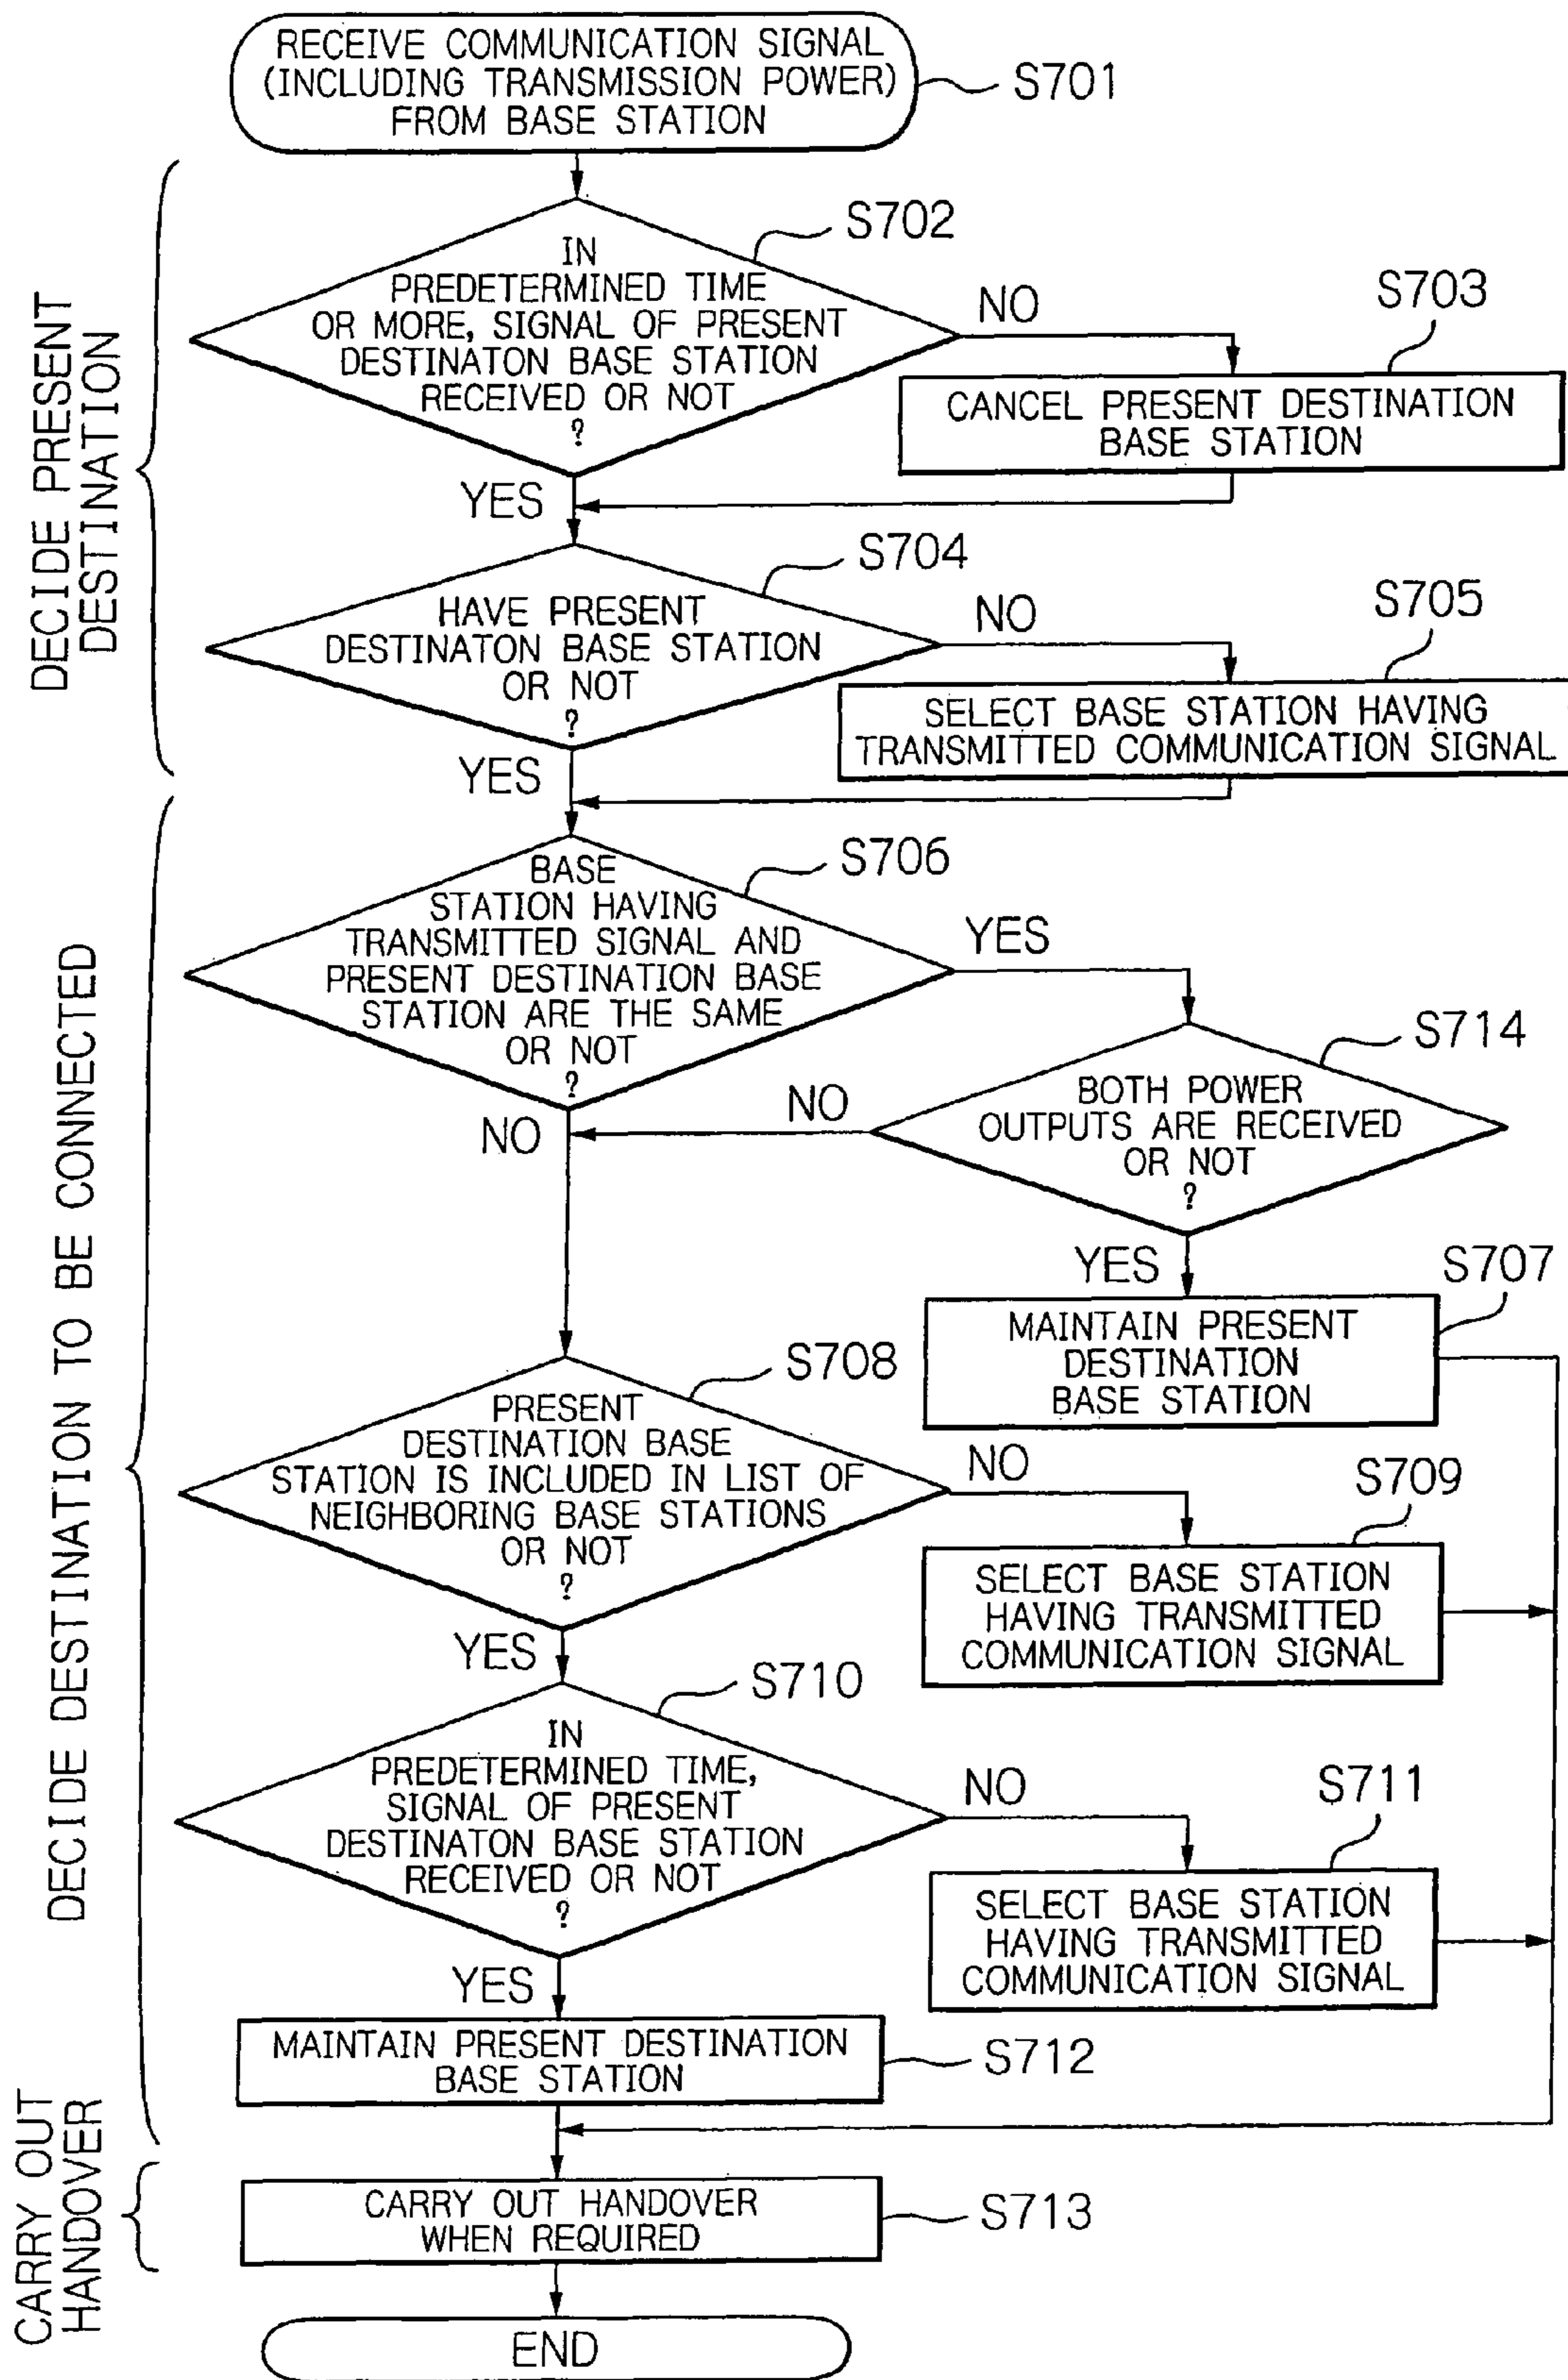 RECEIVE COMMUNICATION SIGNAL
(INCLUDING TRANSMISSION POWER)
FROM BASE STATION
S701
DECIDE PRESENT
DESTINATION
S702
IN
PREDETERMINED TIME
OR MORE, SIGNAL OF PRESENT
DESTINATON BASE STATION
RECEIVED OR NOT
?
NO
S703
CANCEL PRESENT DESTINATION
BASE STATION
YES
S704
HAVE PRESENT
DESTINATON BASE STATION
OR NOT
?
NO
S705
SELECT BASE STATION HAVING
TRANSMITTED COMMUNICATION SIGNAL
YES
DECIDE DESTINATION TO BE CONNECTED
S706
BASE
STATION HAVING
TRANSMITTED SIGNAL AND
PRESENT DESTINATION BASE
STATION ARE THE SAME
OR NOT
?
YES
S714
BOTH POWER
OUTPUTS ARE RECEIVED
OR NOT
?
NO
NO
YES
S707
MAINTAIN PRESENT
DESTINATION
BASE STATION
S708
PRESENT
DESTINATION BASE
STATION IS INCLUDED IN LIST OF
NEIGHBORING BASE STATIONS
OR NOT
?
NO
S709
SELECT BASE STATION
HAVING TRANSMITTED
COMMUNICATION SIGNAL
YES
S710
IN
PREDETERMINED TIME,
SIGNAL OF PRESENT
DESTINATON BASE STATION
RECEIVED OR NOT
?
NO
S711
SELECT BASE STATION
HAVING TRANSMITTED
COMMUNICATION SIGNAL
YES
MAINTAIN PRESENT DESTINATION
BASE STATION
S712
CARRY OUT
HANDOVER
CARRY OUT HANDOVER
WHEN REQUIRED
S713
END